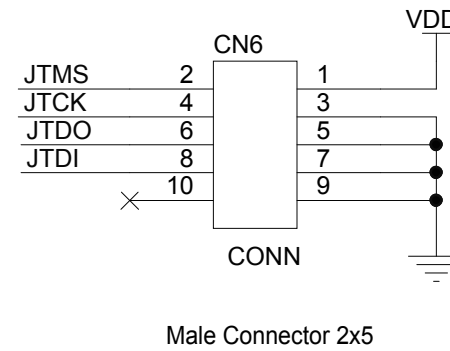 VDD
CN6
JTMS 2 1
JTCK 4 3
JTDO 6 5
JTDI 8 7
10 9
CONN
Male Connector 2x5